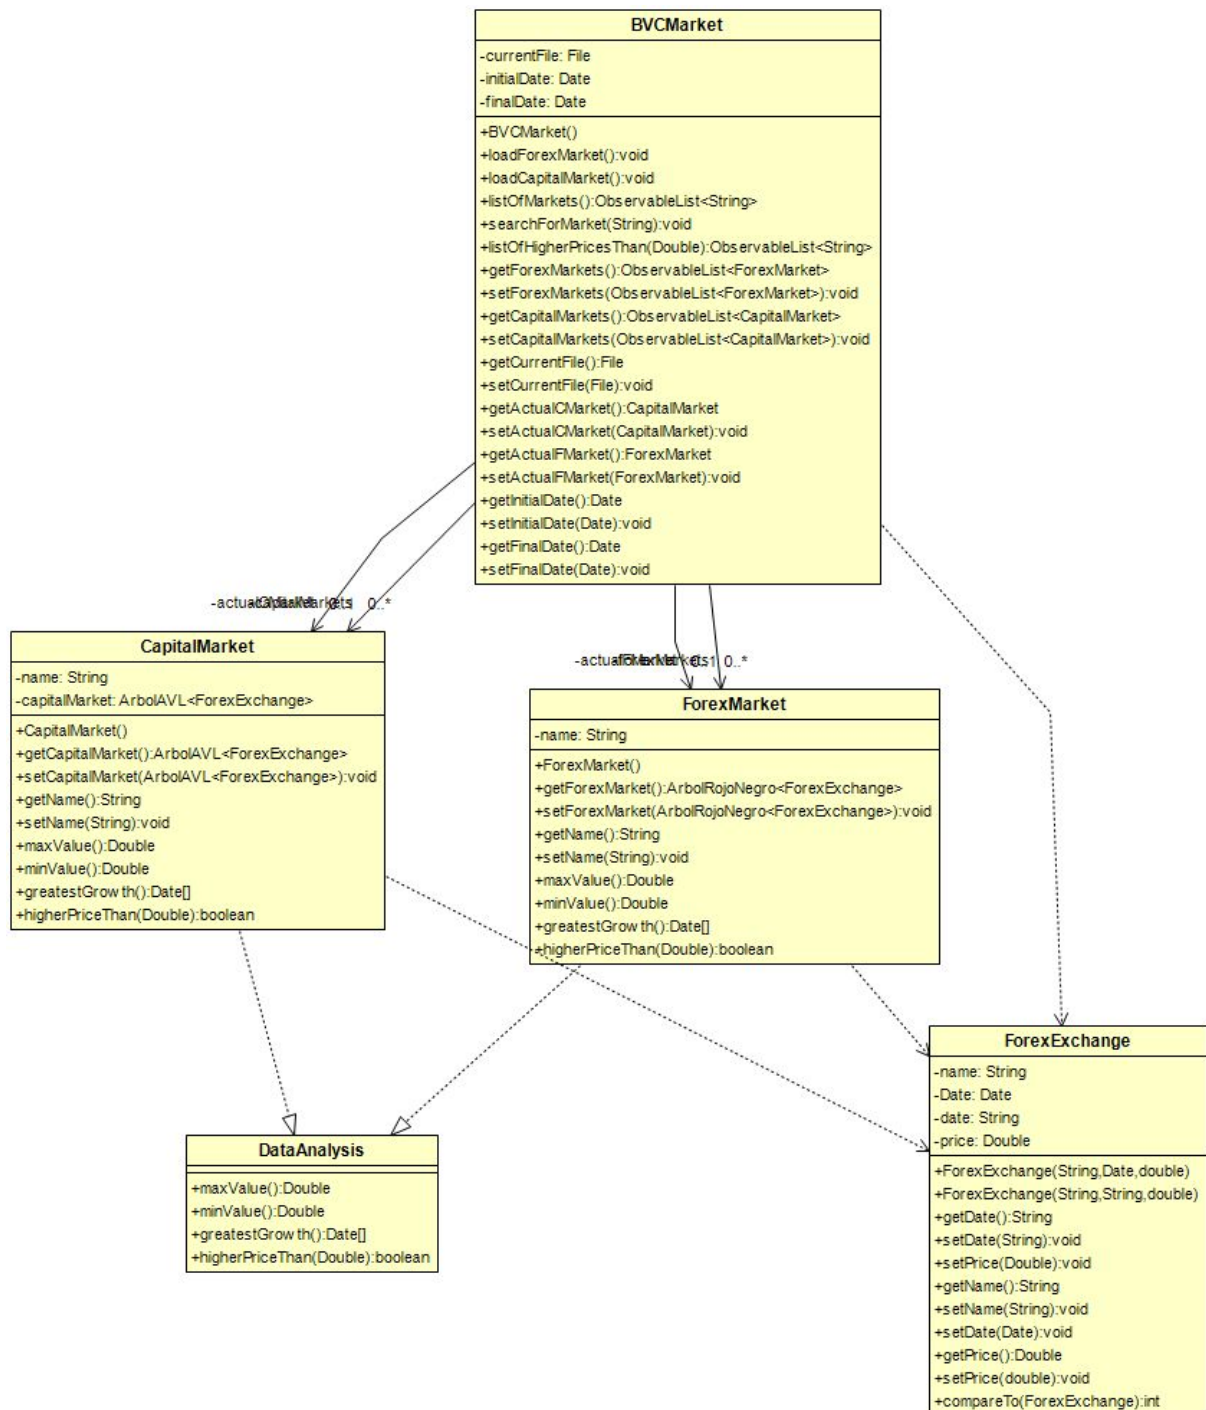 BVCMarket
-currentFile: File
-initialDate: Date
-finalDate: Date
+BVCMarket()
+loadForexMarket():void
+loadCapitalMarket():void
+listOfMarkets():ObservableList<String>
+searchForMarket(String):void
+listOfHigherPricesThan(Double):ObservableList<String>
+getForexMarkets():ObservableList<ForexMarket>
+setForexMarkets(ObservableList<ForexMarket>):void
+getCapitalMarkets():ObservableList<CapitalMarket>
+setCapitalMarkets(ObservableList<CapitalMarket>):void
+getCurrentFile():File
+setCurrentFile(File):void
+getActualCMarket():CapitalMarket
+setActualCMarket(CapitalMarket):void
+getActualFMarket():ForexMarket
+setActualFMarket(ForexMarket):void
+getInitialDate():Date
+setInitialDate(Date):void
+getFinalDate():Date
+setFinalDate(Date):void
0..1 0..*
CapitalMarket
-name: String
-capitalMarket: ArbolAVL<ForexExchange>
+CapitalMarket()
+getCapitalMarket():ArbolAVL<ForexExchange>
+setCapitalMarket(ArbolAVL<ForexExchange>):void
+getName():String
+setName(String):void
+maxValue():Double
+minValue():Double
+greatestGrowth():Date[]
+higherPriceThan(Double):boolean
0..1 0..*
ForexMarket
-name: String
+ForexMarket()
+getForexMarket():ArbolRojoNegro<ForexExchange>
+setForexMarket(ArbolRojoNegro<ForexExchange>):void
+getName():String
+setName(String):void
+maxValue():Double
+minValue():Double
+greatestGrowth():Date[]
+higherPriceThan(Double):boolean
DataAnalysis
+maxValue():Double
+minValue():Double
+greatestGrowth():Date[]
+higherPriceThan(Double):boolean
ForexExchange
-name: String
-Date: Date
-date: String
-price: Double
+ForexExchange(String,Date,double)
+ForexExchange(String,String,double)
+getDate():String
+setDate(String):void
+setPrice(Double):void
+getName():String
+setName(String):void
+setDate(Date):void
+getPrice():Double
+setPrice(double):void
+compareTo(ForexExchange):int